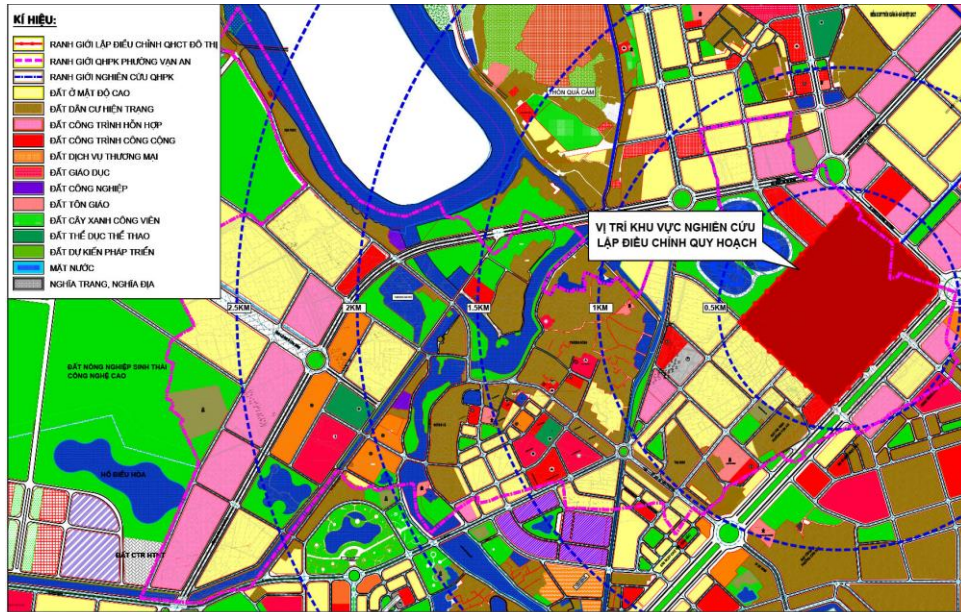 KÍ HIỆU:
RANH GIỚI LẬP ĐIỀU CHỈNH QHCT ĐÔ THỊ
RANH GIỚI QHPK PHƯỜNG VẠN AN
RANH GIỚI NGHIÊN CỨU QHPK
ĐẤT Ở MẬT ĐỘ CAO
ĐẤT DÂN CƯ HIỆN TRẠNG
ĐẤT CÔNG TRÌNH HỖN HỢP
ĐẤT CÔNG TRÌNH CÔNG CỘNG
ĐẤT DỊCH VỤ THƯƠNG MẠI
ĐẤT GIÁO DỤC
ĐẤT CÔNG NGHIỆP
ĐẤT TÔN GIÁO
ĐẤT CÂY XANH CÔNG VIÊN
ĐẤT THỂ DỤC THỂ THAO
ĐẤT DỰ KIẾN PHÁP TRIỂN
MẶT NƯỚC
NGHĨA TRANG, NGHĨA ĐỊA
THÔN QUẢ CẢM
VỊ TRÍ KHU VỰC NGHIÊN CỨU
LẬP ĐIỀU CHỈNH QUY HOẠCH
2.5KM
2KM
1.5KM
1KM
0.5KM
ĐẤT NÔNG NGHIỆP SINH THÁI
CÔNG NGHỆ CAO
HỒ ĐIỀU HÒA
ĐẤT CTR HTKT